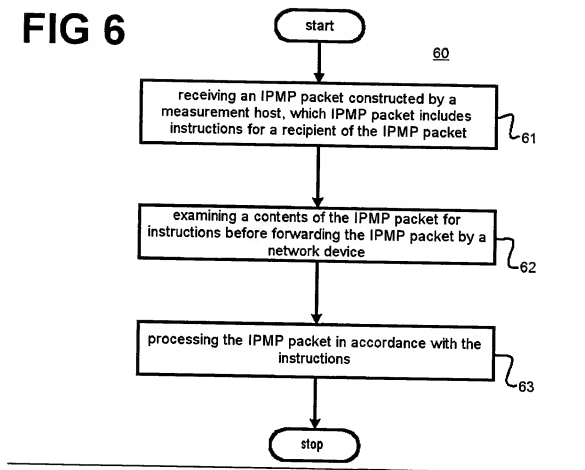 FIG 6
start
60
receiving an IPMP packet constructed by a
measurement host, which IPMP packet includes
instructions for a recipient of the IPMP packet
61
examining a contents of the IPMP packet for
instructions before forwarding the IPMP packet by a
network device
62
processing the IPMP packet in accordance with the
instructions
63
stop